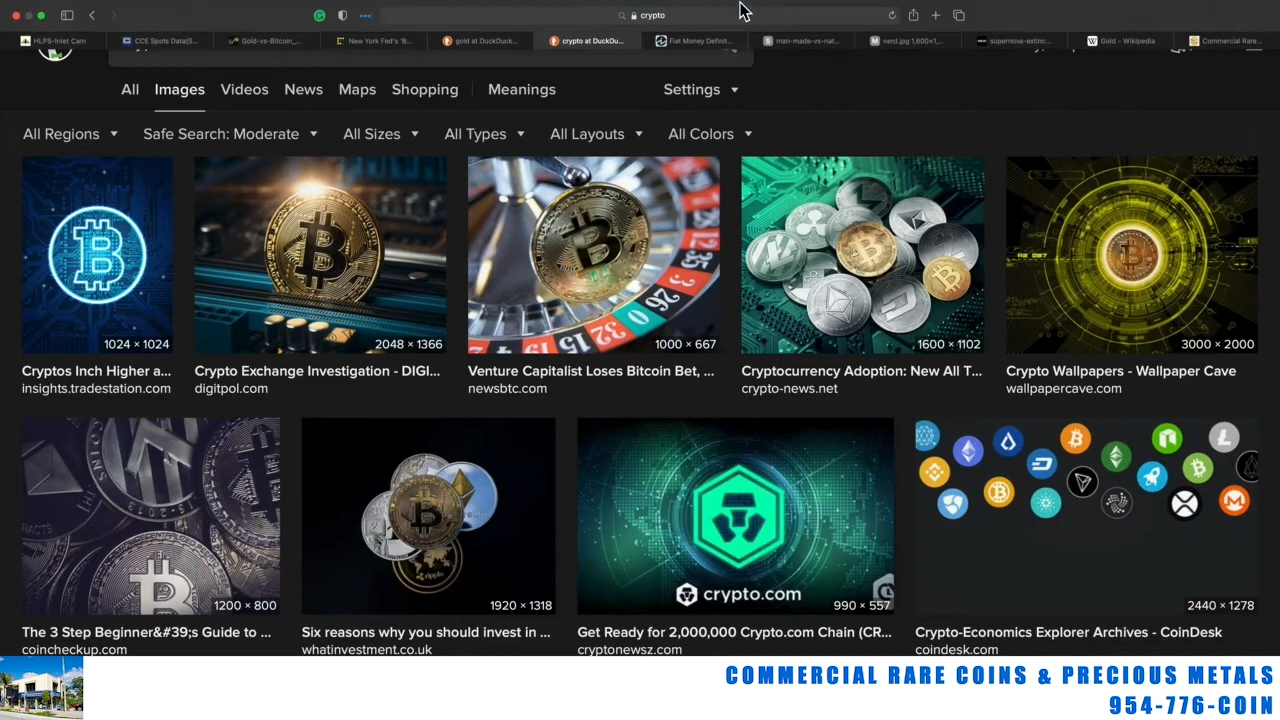 crypto
HLPS-Inlet Cam
CCE Spots Data(S...
Gold-vs-Bitcoin_...
New York Fed's 'B...
gold at DuckDuck...
crypto at DuckDu...
Fiat Money Definit...
man-made-vs-nat...
nerd.jpg 1,600×1,...
supernova-extinc...
Gold - Wikipedia
Commercial Rare...
All
Images
Videos
News
Maps
Shopping
Meanings
Settings
All Regions
Safe Search: Moderate
All Sizes
All Types
All Layouts
All Colors
1024 × 1024
2048 × 1366
1000 × 667
1600 × 1102
3000 × 2000
Cryptos Inch Higher a...
Crypto Exchange Investigation - DIGI...
Venture Capitalist Loses Bitcoin Bet, ...
Cryptocurrency Adoption: New All T...
Crypto Wallpapers - Wallpaper Cave
insights.tradestation.com
digitpol.com
newsbtc.com
crypto-news.net
wallpapercave.com
crypto.com
1200 × 800
1920 × 1318
990 × 557
2440 × 1278
The 3 Step Beginner&#39;s Guide to ...
Six reasons why you should invest in ...
Get Ready for 2,000,000 Crypto.com Chain (CR...
Crypto-Economics Explorer Archives - CoinDesk
coincheckup.com
whatinvestment.co.uk
cryptonewsz.com
coindesk.com
COMMERCIAL RARE COINS & PRECIOUS METALS
954-776-COIN